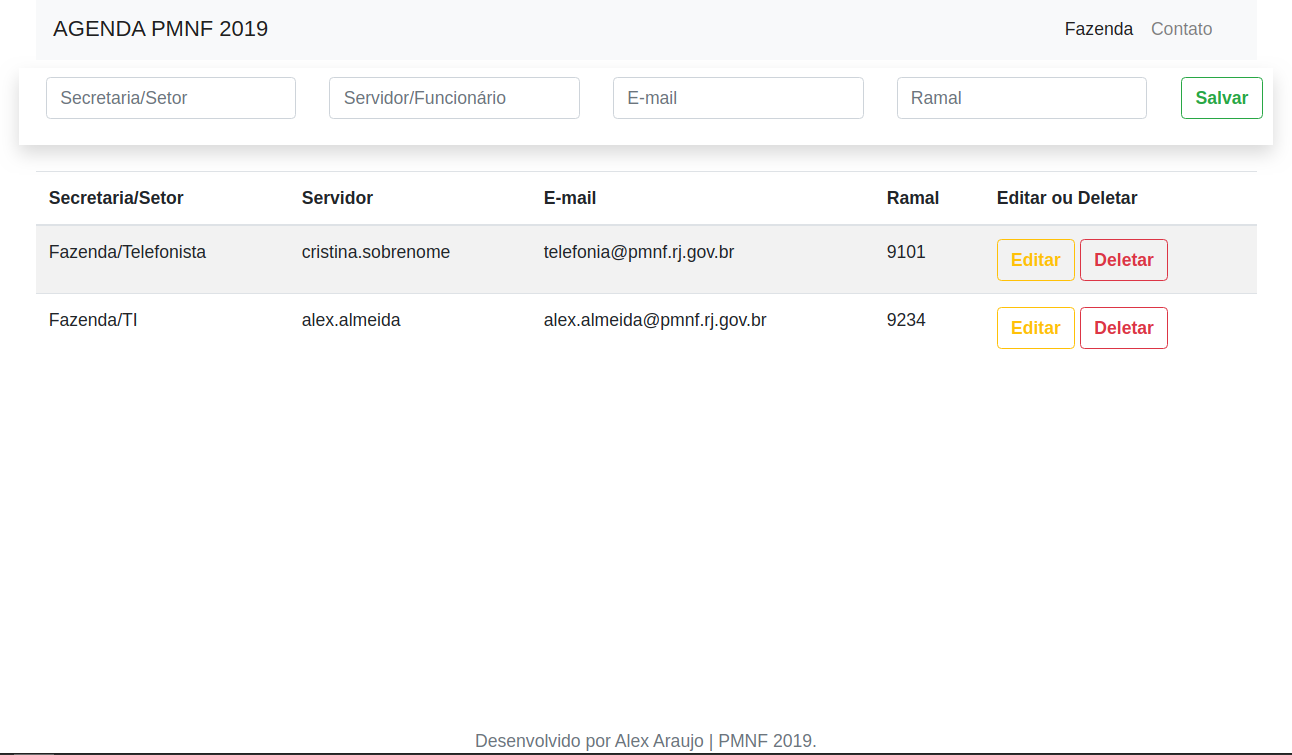 AGENDA PMNF 2019 Fazenda Contato
Secretaria/Setor Servidor/Funcionário E-mail Ramal Salvar
Secretaria/Setor Servidor E-mail Ramal Editar ou Deletar
Fazenda/Telefonista cristina.sobrenome telefonia@pmnf.rj.gov.br 9101 Editar Deletar
Fazenda/TI alex.almeida alex.almeida@pmnf.rj.gov.br 9234 Editar Deletar
Desenvolvido por Alex Araujo | PMNF 2019.